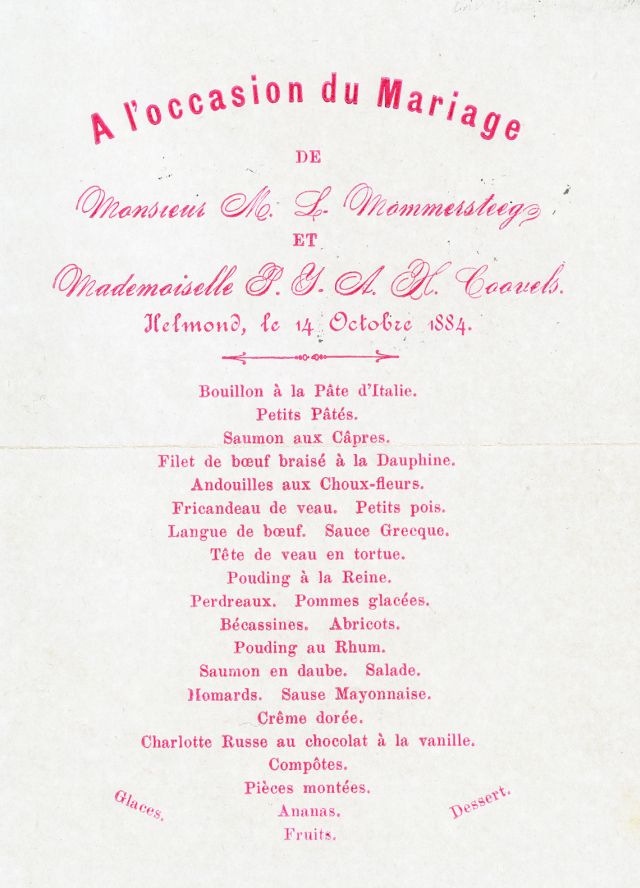 A l'occasion du Mariage
DE
Monsieur M. L. Mommersteeg
ET
Mademoiselle P. Y. A. H. Coovels.
Helmond, le 14 Octobre 1884.
Bouillon à la Pâte d'Italie.
Petits Pâtés.
Saumon aux Câpres.
Filet de bœuf braisé à la Dauphine.
Andouilles aux Choux-fleurs.
Fricandeau de veau. Petits pois.
Langue de bœuf. Sauce Grecque.
Tête de veau en tortue.
Pouding à la Reine.
Perdreaux. Pommes glacées.
Bécassines. Abricots.
Pouding au Rhum.
Saumon en daube. Salade.
Homards. Sause Mayonnaise.
Crême dorée.
Charlotte Russe au chocolat à la vanille.
Compôtes.
Pièces montées.
Glaces.
Ananas.
Dessert.
Fruits.